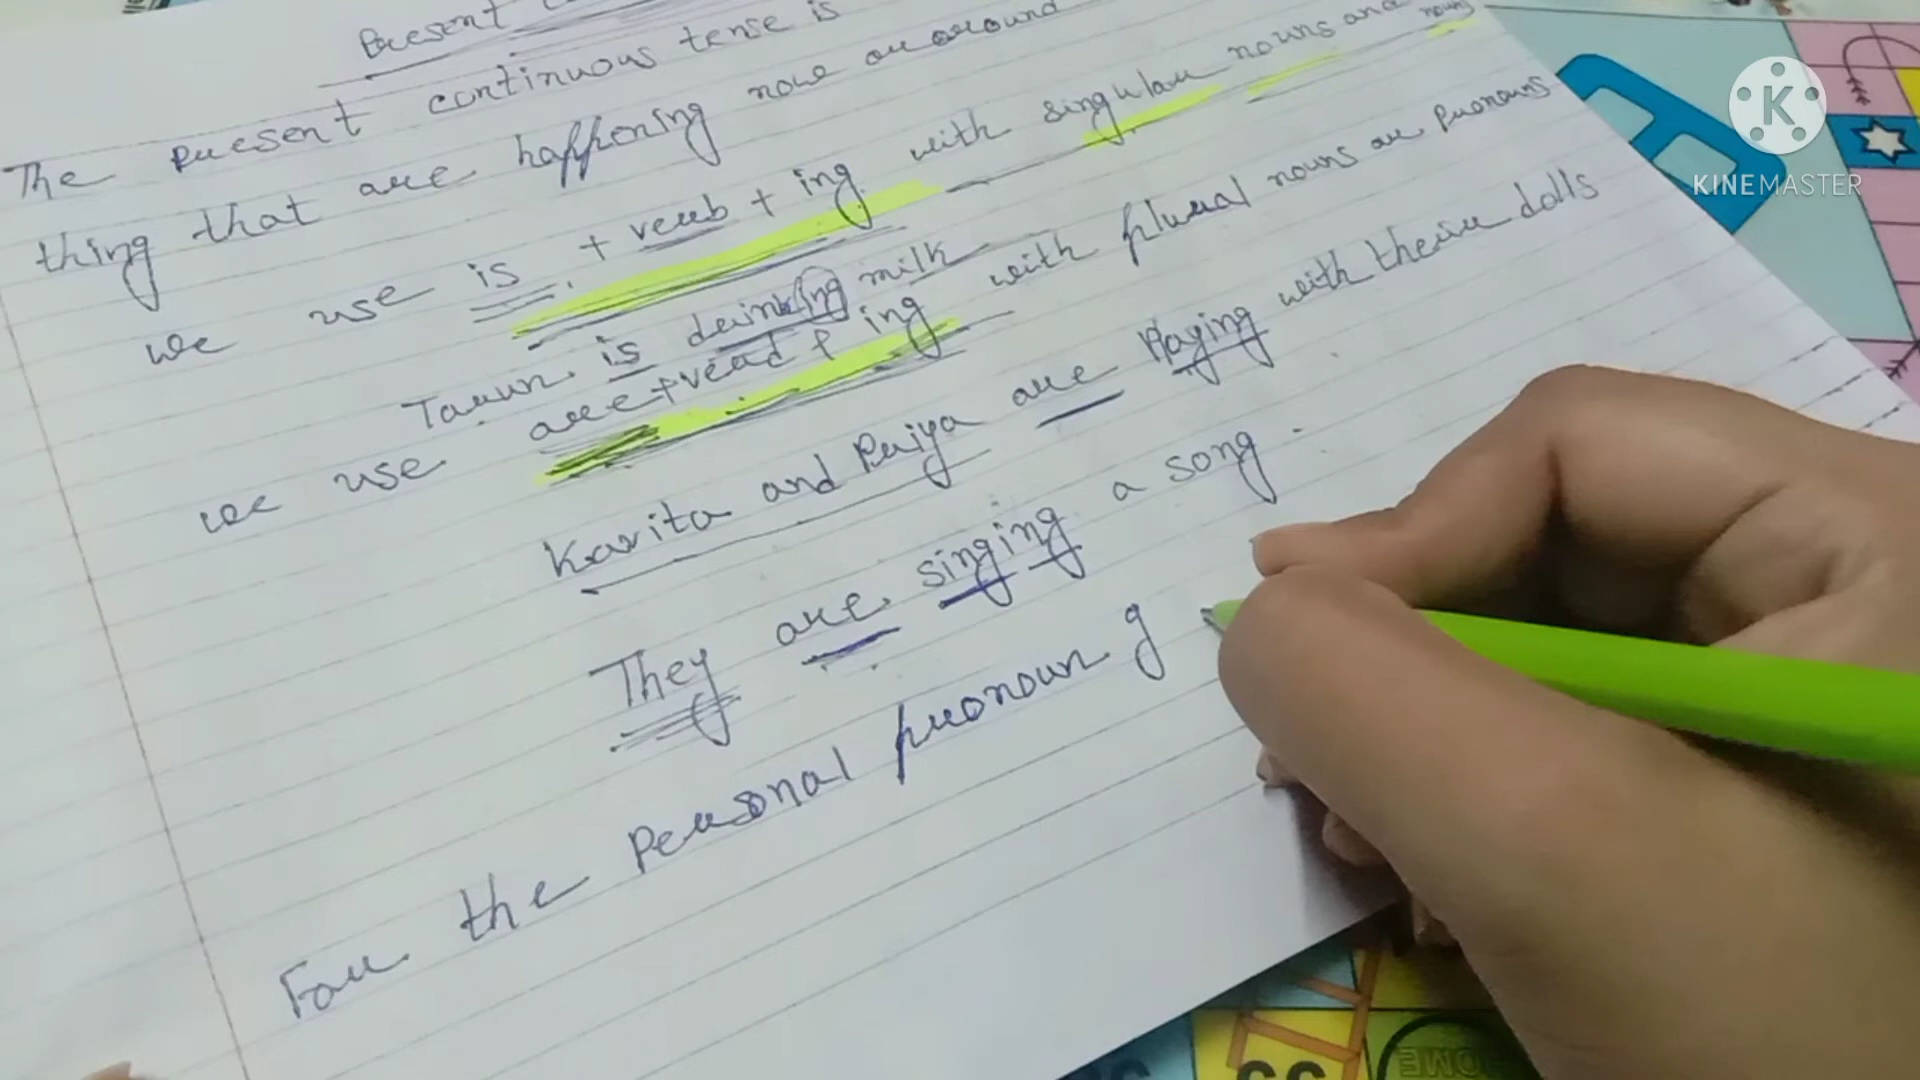 Present
The present continuous tense is
thing that are happening now or around
we use is + verb + ing with singular nouns and nouns
Tarun is drinking milk
we use are + vead + ing with plural nouns or pronouns
Kavita and Priya are Playing with their dolls
They are singing a song.
For the Personal pronoun g
KINEMASTER